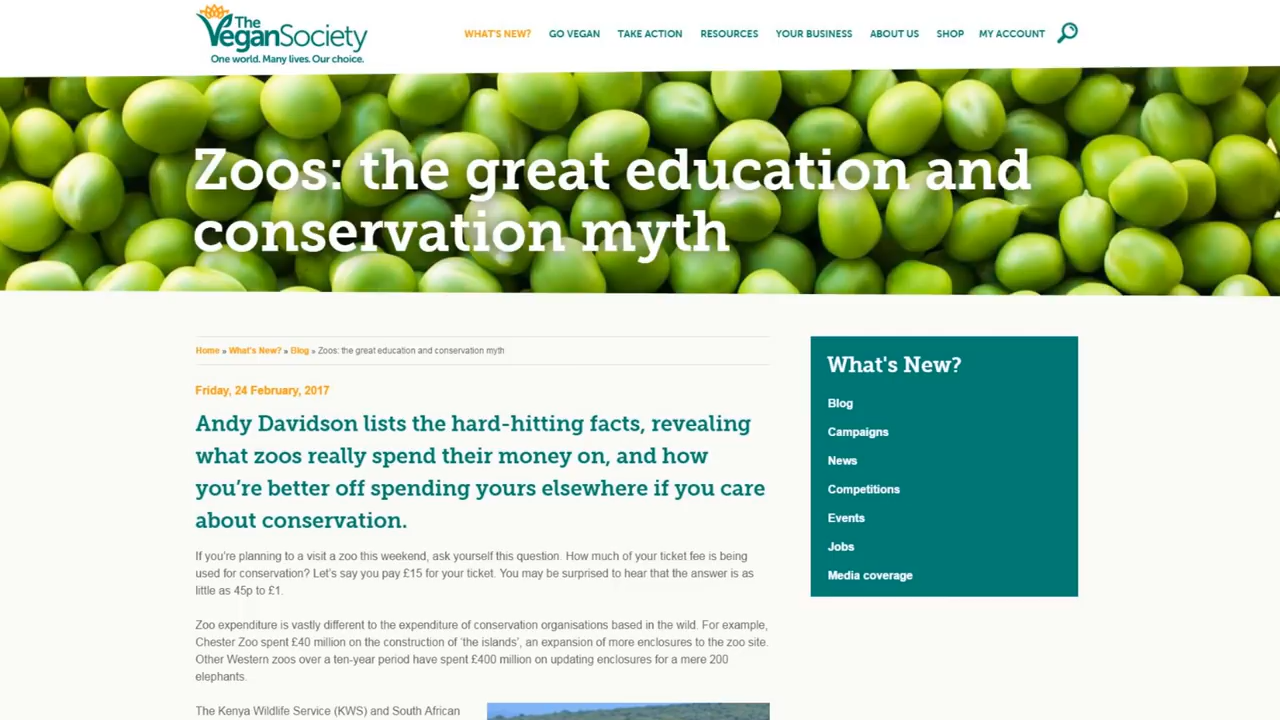 The
VeganSociety
One world. Many lives. Our choice.
WHAT'S NEW? GO VEGAN TAKE ACTION RESOURCES YOUR BUSINESS ABOUT US SHOP MY ACCOUNT
Zoos: the great education and
conservation myth
Home » What's New? » Blog » Zoos: the great education and conservation myth
Friday, 24 February, 2017
Andy Davidson lists the hard-hitting facts, revealing
what zoos really spend their money on, and how
you’re better off spending yours elsewhere if you care
about conservation.
If you’re planning to a visit a zoo this weekend, ask yourself this question. How much of your ticket fee is being
used for conservation? Let’s say you pay £15 for your ticket. You may be surprised to hear that the answer is as
little as 45p to £1.
Zoo expenditure is vastly different to the expenditure of conservation organisations based in the wild. For example,
Chester Zoo spent £40 million on the construction of ‘the islands’, an expansion of more enclosures to the zoo site.
Other Western zoos over a ten-year period have spent £400 million on updating enclosures for a mere 200
elephants.
The Kenya Wildlife Service (KWS) and South African
What's New?
Blog
Campaigns
News
Competitions
Events
Jobs
Media coverage